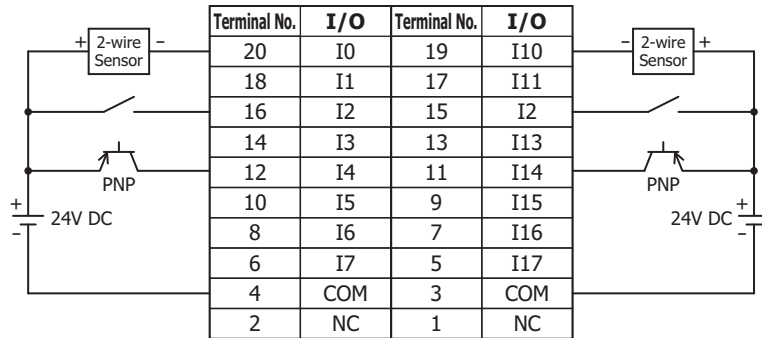 Terminal No. I/O Terminal No. I/O
+ 2-wire Sensor – 20 I0 19 I10 – 2-wire Sensor +
18 I1 17 I11
16 I2 15 I2
14 I3 13 I13
12 I4 11 I14
PNP PNP
10 I5 9 I15
+ 24V DC – 24V DC + –
8 I6 7 I16
6 I7 5 I17
4 COM 3 COM
2 NC 1 NC